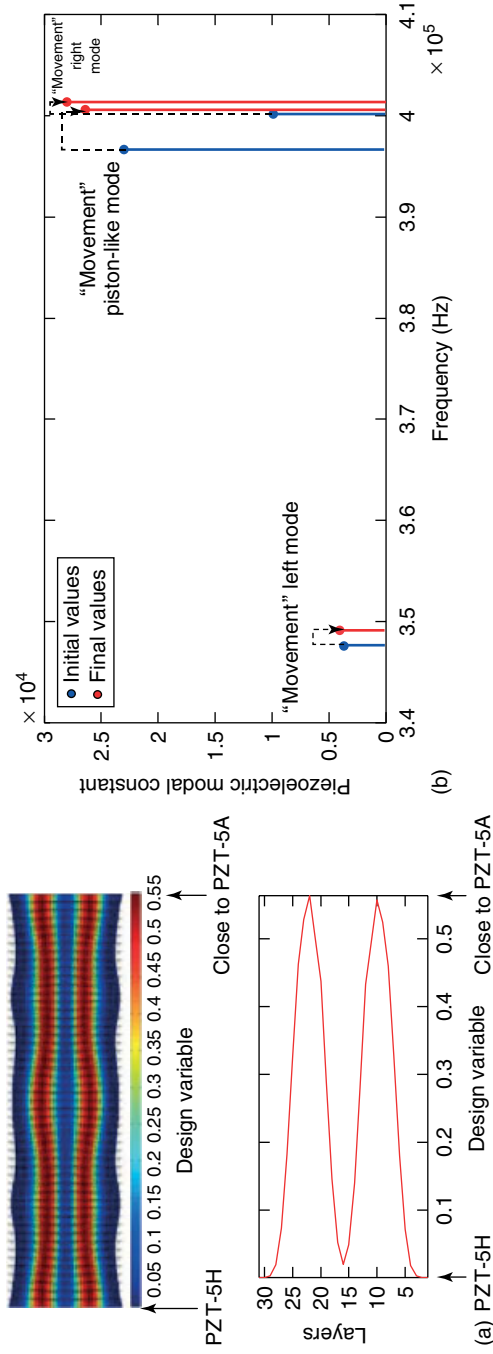 0.05 0.1 0.15 0.2 0.25 0.3 0.35 0.4 0.45 0.5 0.55
Design variable
PZT-5H
Close to PZT-5A
Layers
30
25
20
15
10
5
0.1 0.2 0.3 0.4 0.5
Design variable
(a) PZT-5H
Close to PZT-5A
× 10⁴
Piezoelectric modal constant
3
2.5
2
1.5
1
0.5
0
Initial values
Final values
"Movement" left mode
"Movement"
piston-like mode
"Movement"
right
mode
3.4 3.5 3.6 3.7 3.8 3.9 4 4.1
× 10⁵
Frequency (Hz)
(b)